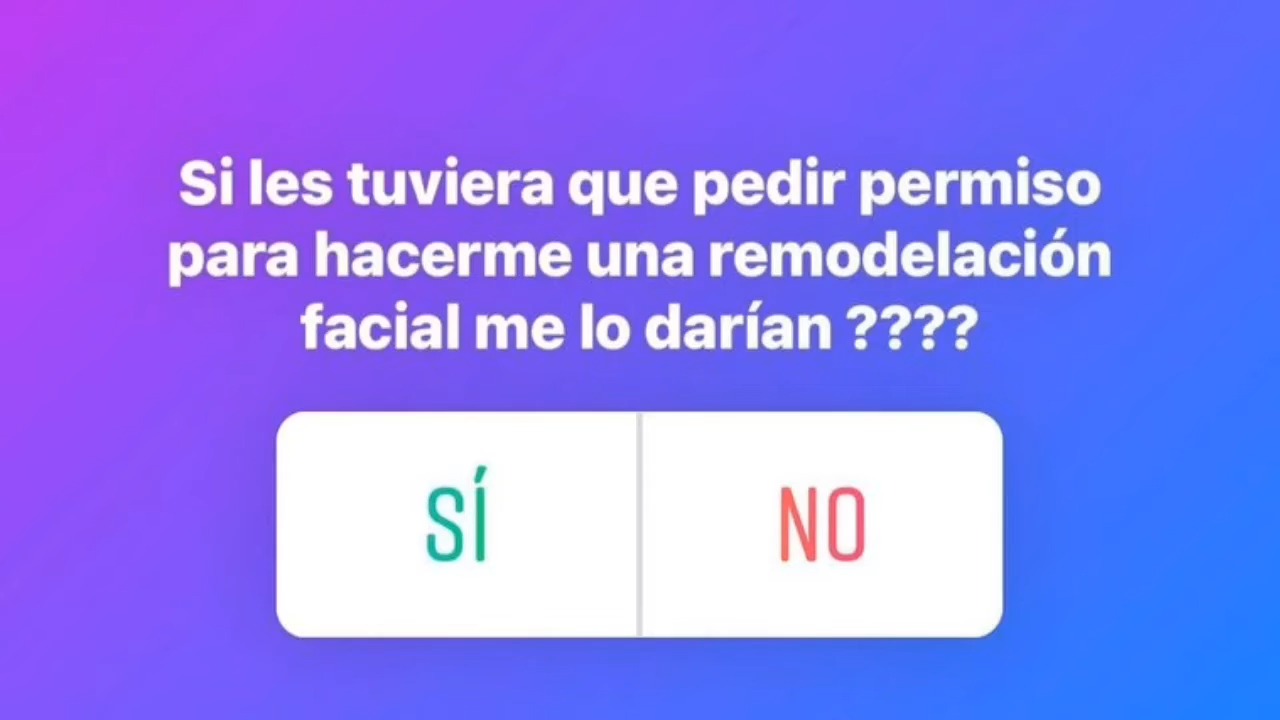 Si les tuviera que pedir permiso
para hacerme una remodelación
facial me lo darían ????
SÍ NO